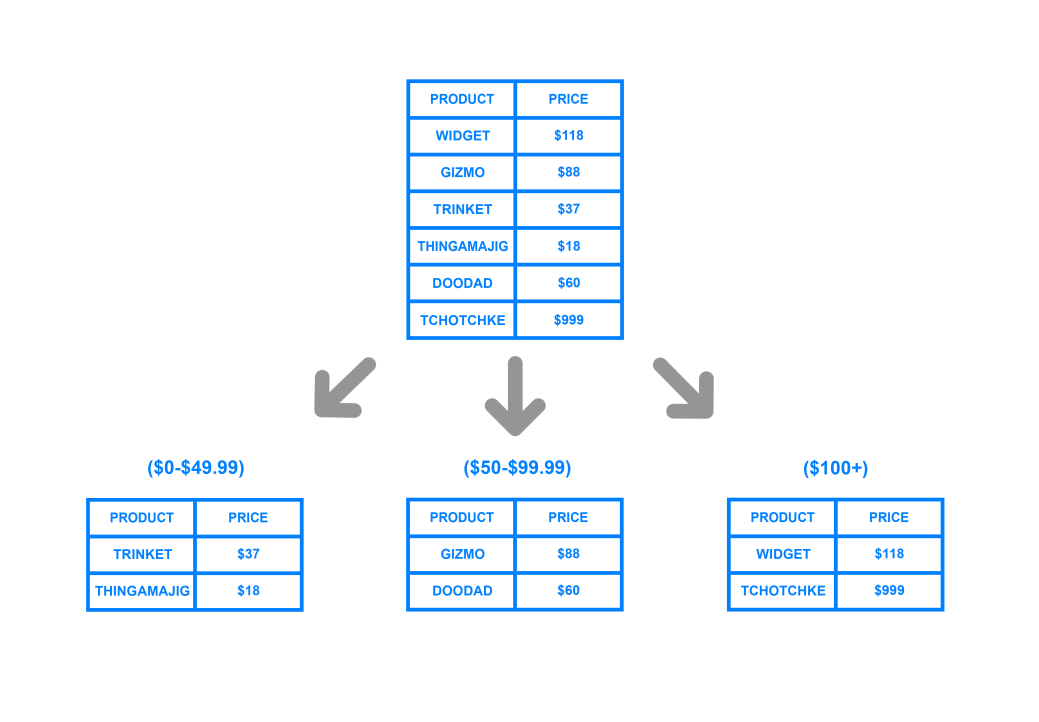 PRODUCT PRICE
WIDGET $118
GIZMO $88
TRINKET $37
THINGAMAJIG $18
DOODAD $60
TCHOTCHKE $999
($0-$49.99)
PRODUCT PRICE
TRINKET $37
THINGAMAJIG $18
($50-$99.99)
PRODUCT PRICE
GIZMO $88
DOODAD $60
($100+)
PRODUCT PRICE
WIDGET $118
TCHOTCHKE $999